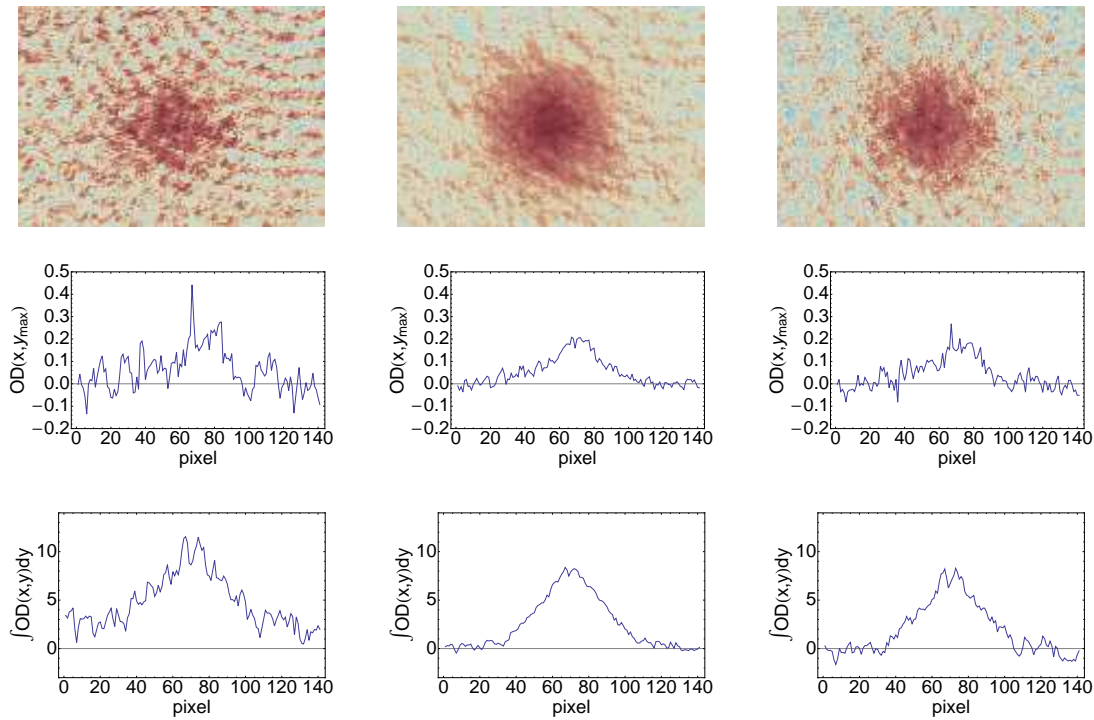 0.5 0.5 0.5
0.4 0.4 0.4
0.3 0.3 0.3
0.2 0.2 0.2
0.1 0.1 0.1
0.0 0.0 0.0
−0.1 −0.1 −0.1
−0.2 −0.2 −0.2
OD(x,y_max) OD(x,y_max) OD(x,y_max)
0 20 40 60 80 100 120 140 0 20 40 60 80 100 120 140 0 20 40 60 80 100 120 140
pixel pixel pixel
10 10 10
5 5 5
0 0 0
∫OD(x,y)dy ∫OD(x,y)dy ∫OD(x,y)dy
0 20 40 60 80 100 120 140 0 20 40 60 80 100 120 140 0 20 40 60 80 100 120 140
pixel pixel pixel